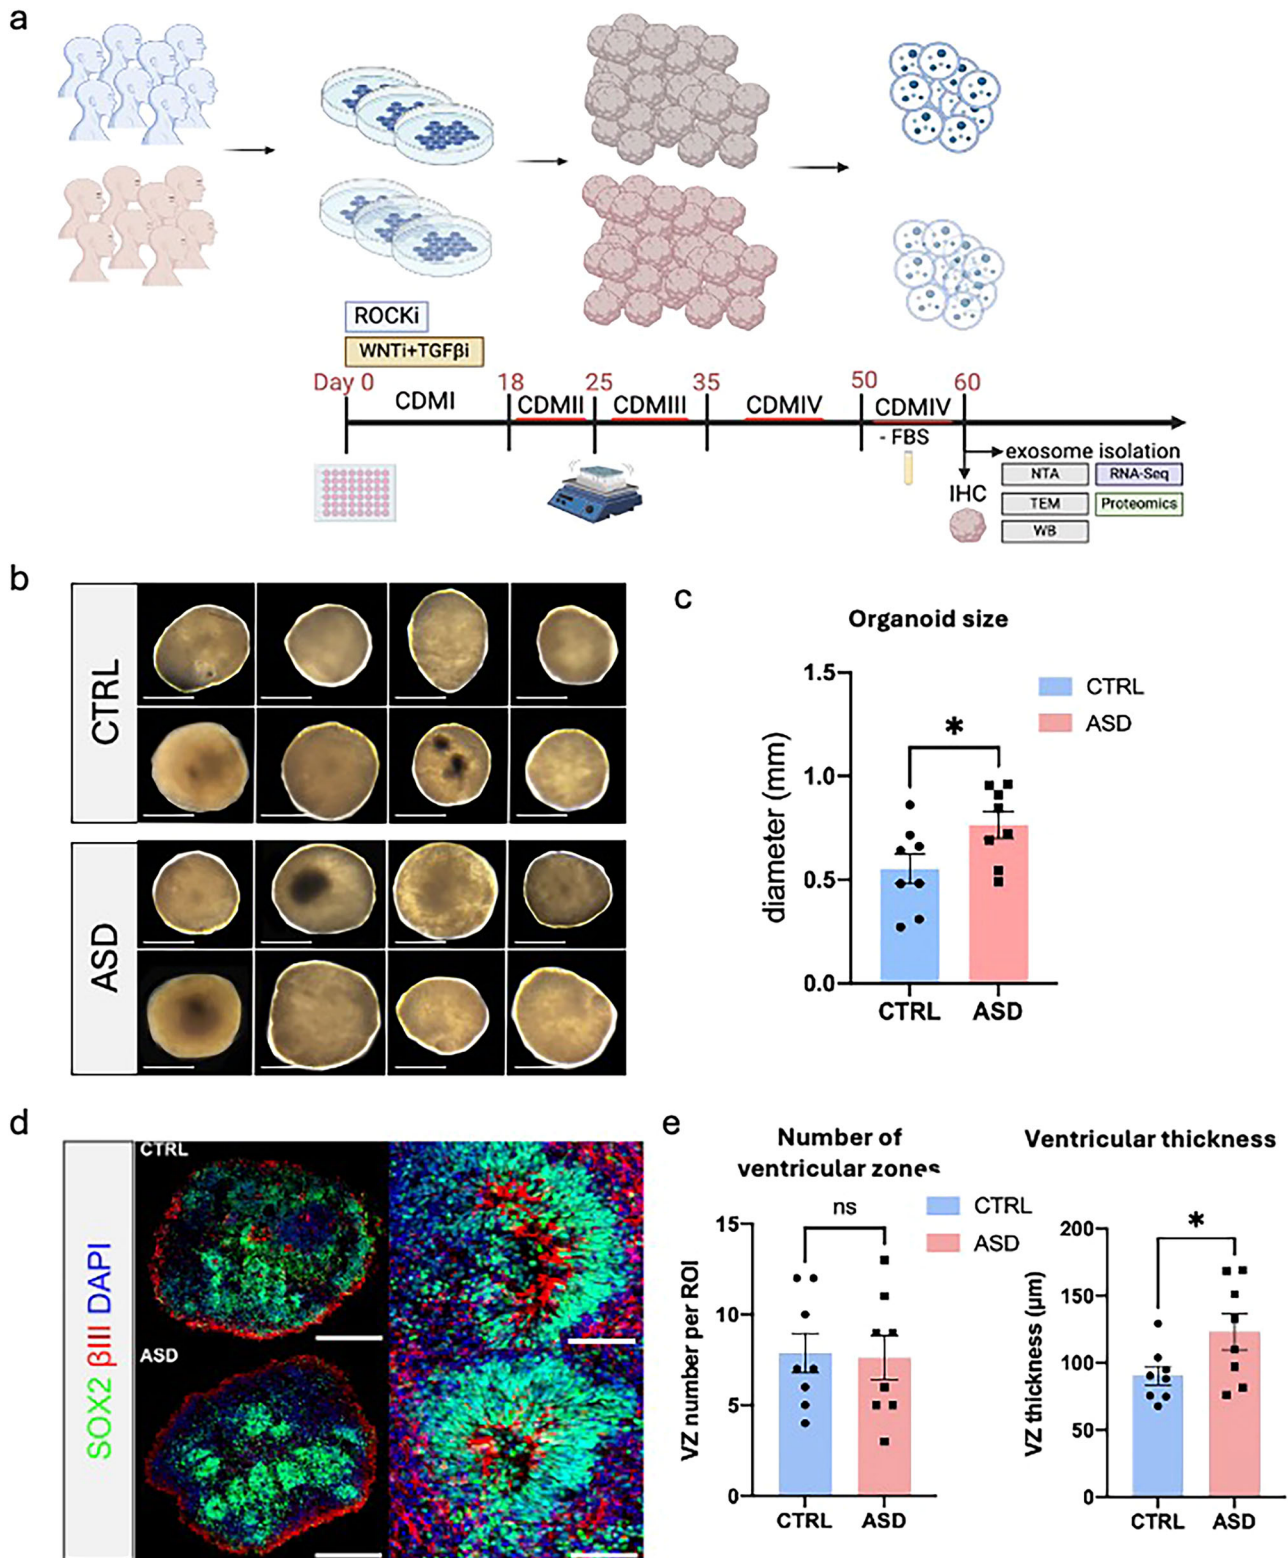 a
ROCKi
WNTi+TGFβi
Day 0 18 25 35 50 60
CDMI CDMII CDMIII CDMIV CDMIV
- FBS
exosome isolation
IHC
NTA RNA-Seq
TEM Proteomics
WB
b
CTRL
ASD
c
Organoid size
CTRL
ASD
*
diameter (mm)
1.5
1.0
0.5
0.0
CTRL ASD
d
SOX2 βIII DAPI
CTRL
ASD
e
Number of
ventricular zones
CTRL
ASD
ns
VZ number per ROI
15
10
5
0
CTRL ASD
Ventricular thickness
*
VZ thickness (µm)
200
150
100
50
0
CTRL ASD